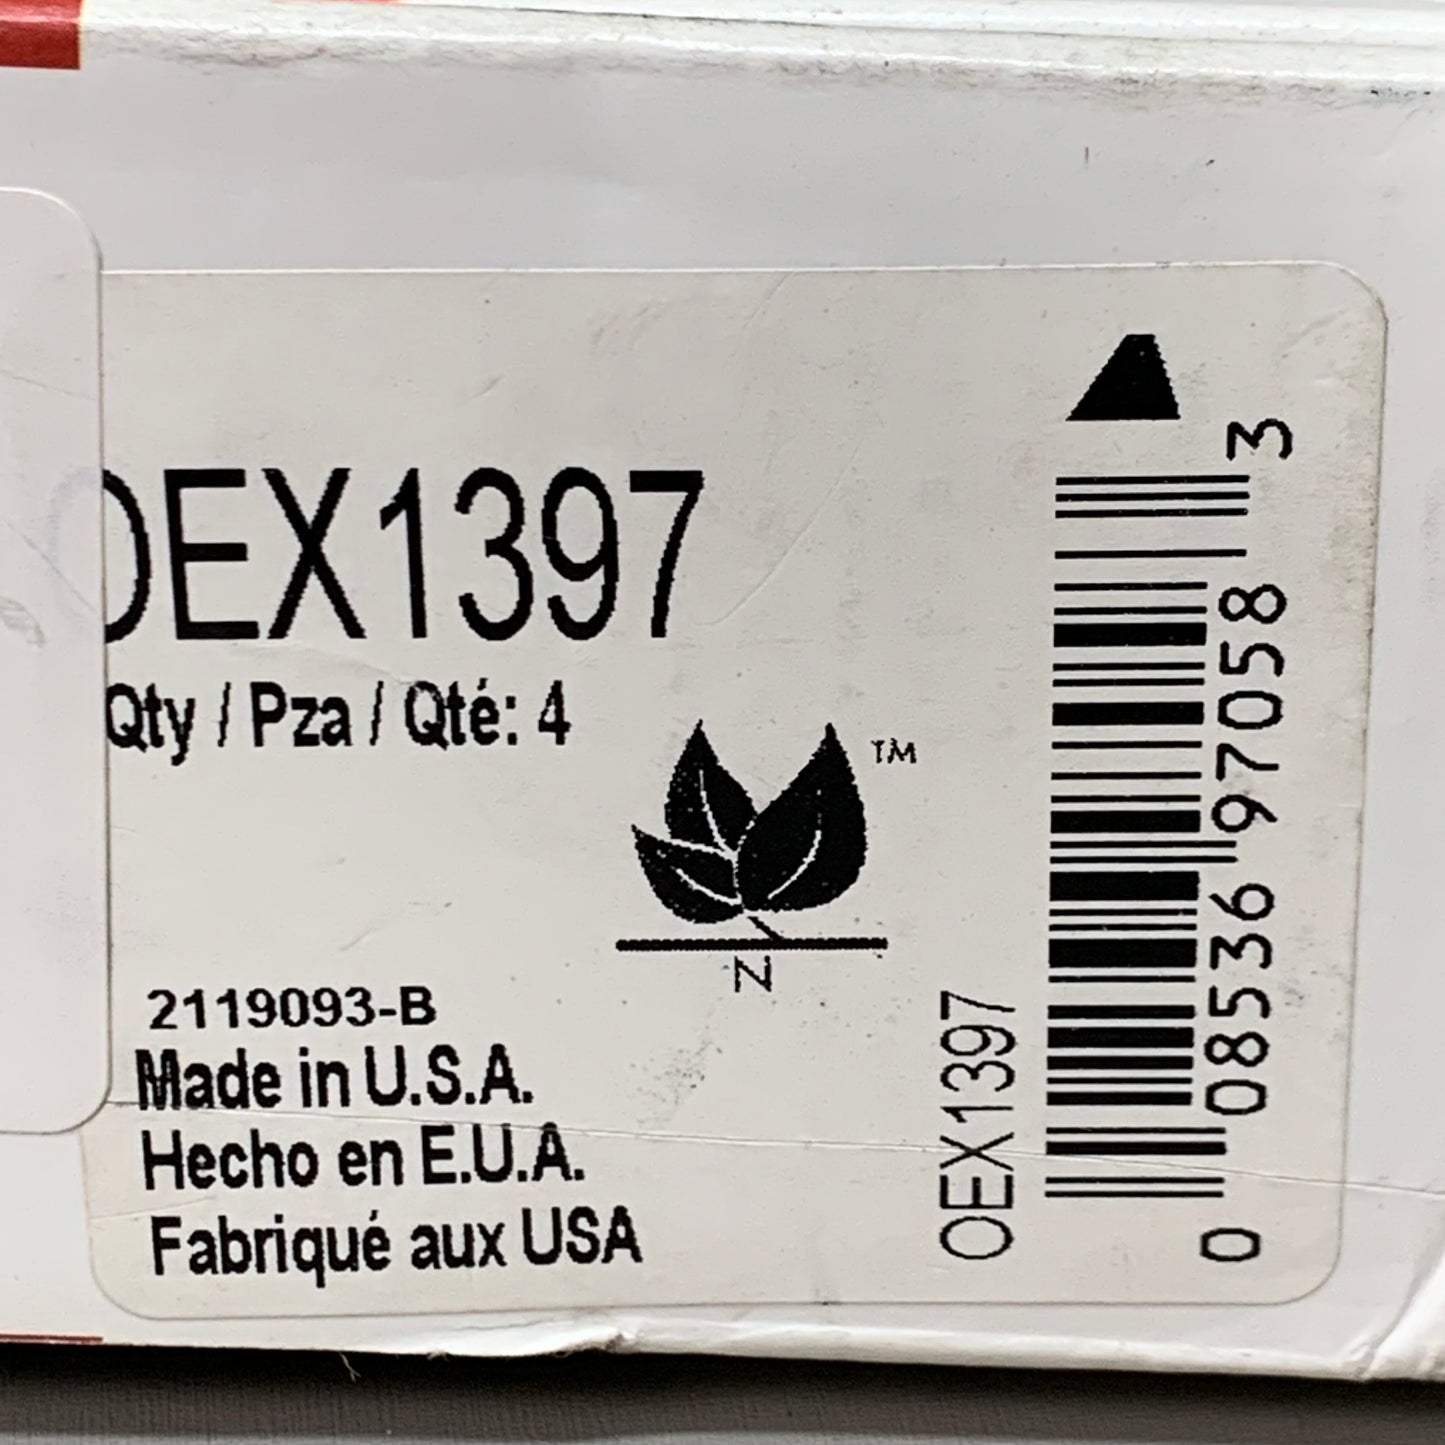 OEX1397
Qty / Pza / Qté: 4
TM
N
2119093-B
Made in U.S.A.
Hecho en E.U.A.
Fabriqué aux USA
OEX1397
0 08536 97058 3